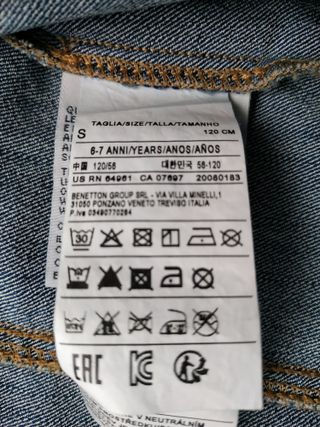 TAGLIA/SIZE/TALLA/TAMANHO
S 120 CM
6-7 ANNI/YEARS/ANOS/AÑOS
中国 120/56 대한민국 56-120
US RN 64961 CA 07697 20080183
BENETTON GROUP SRL - VIA VILLA MINELLI,1
31050 PONZANO VENETO TREVISO ITALIA
P.Iva 03490770264
30
EAC
V NEUTRÁLNÍM